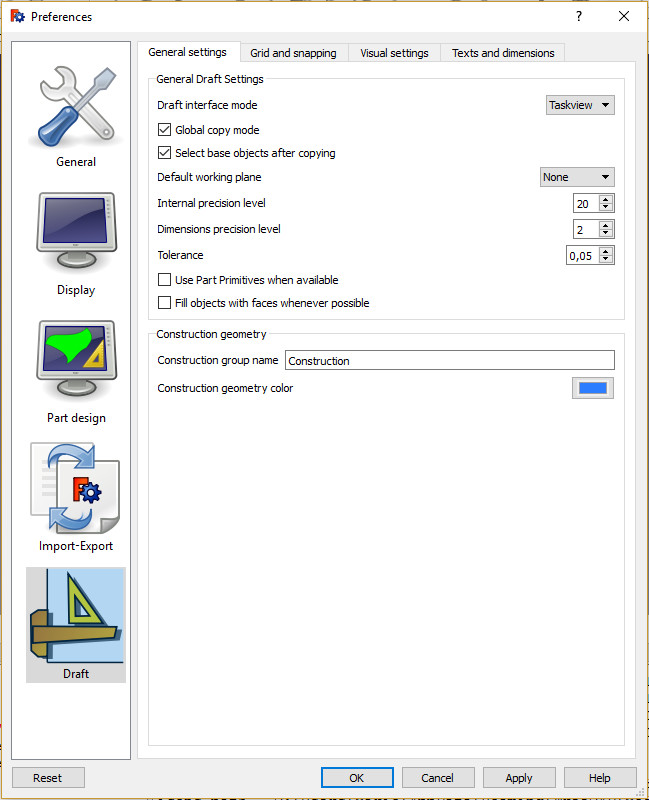 Preferences
?
General
Display
Part design
Import-Export
Draft
General settings Grid and snapping Visual settings Texts and dimensions
General Draft Settings
Draft interface mode Taskview
Global copy mode
Select base objects after copying
Default working plane None
Internal precision level 20
Dimensions precision level 2
Tolerance 0,05
Use Part Primitives when available
Fill objects with faces whenever possible
Construction geometry
Construction group name Construction
Construction geometry color
Reset OK Cancel Apply Help